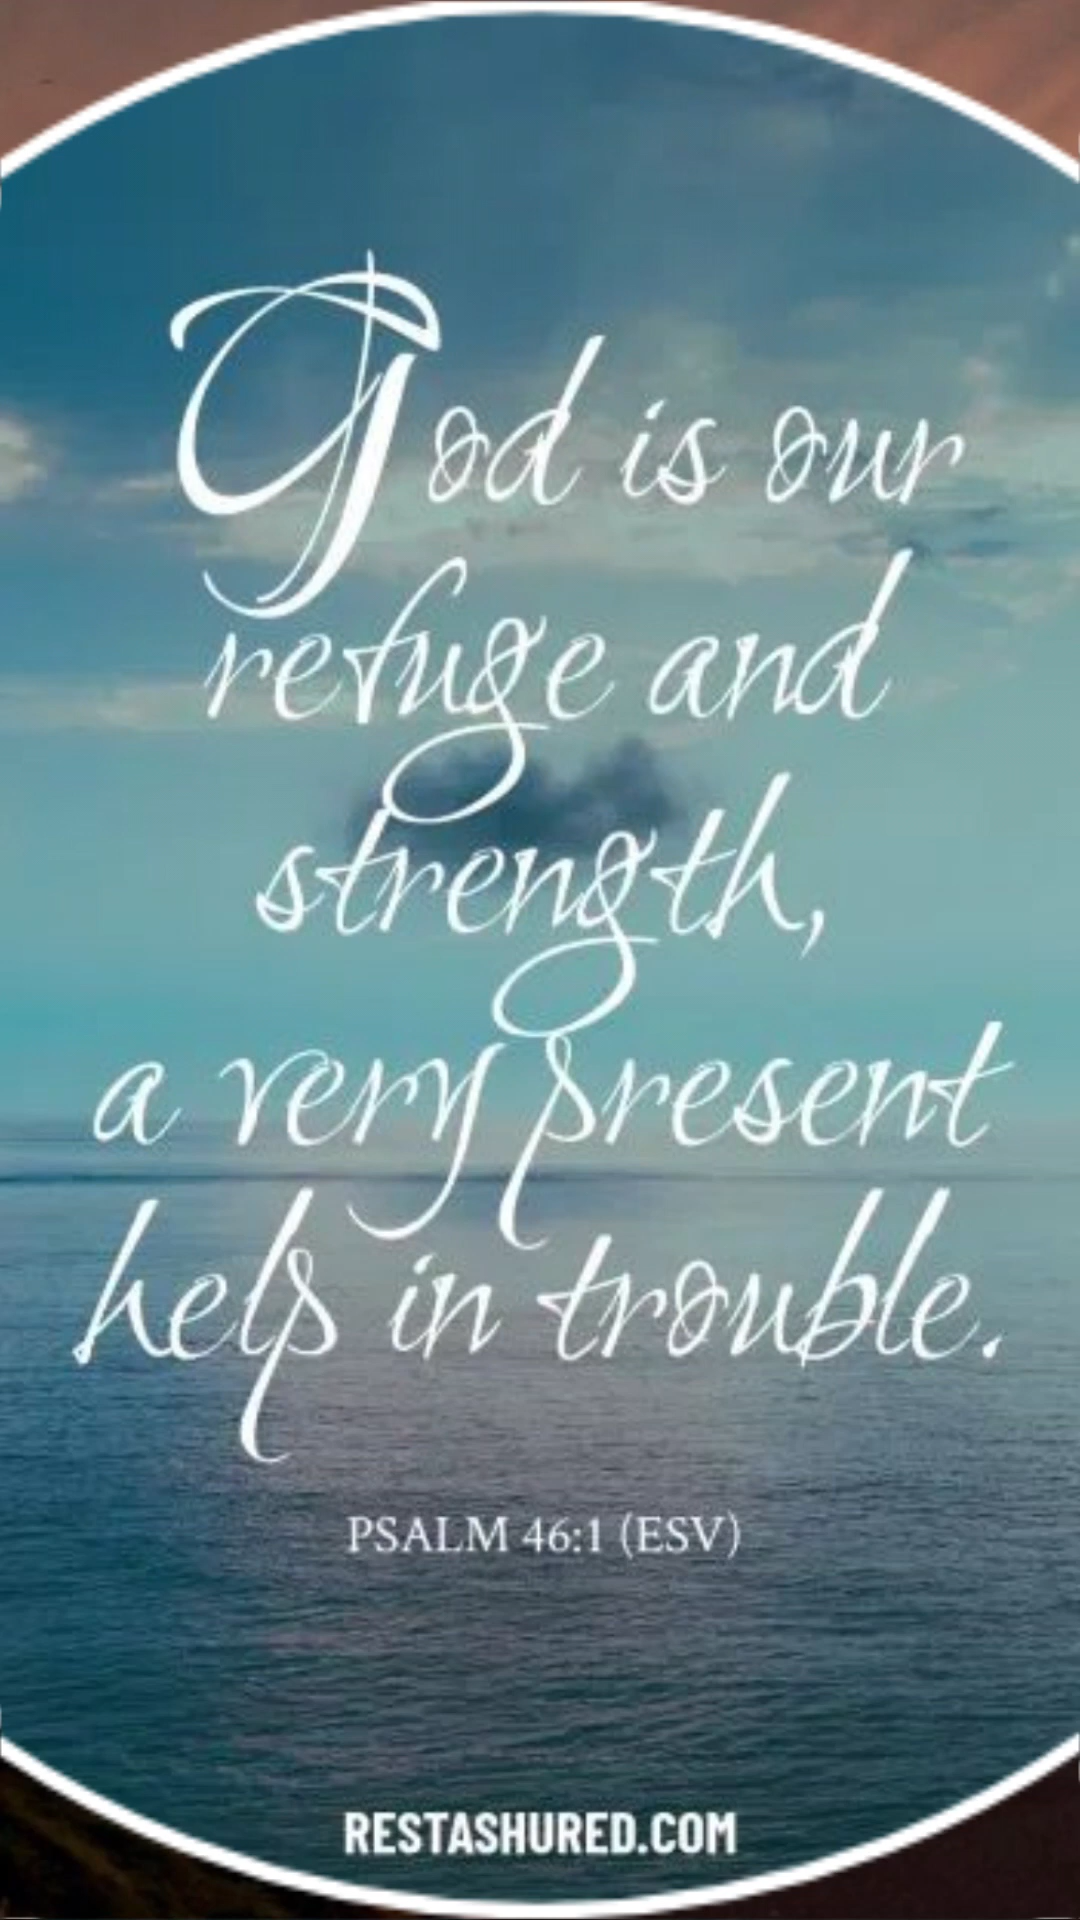 God is our
refuge and
strength,
a very present
help in trouble.
PSALM 46:1 (ESV)
RESTASHURED.COM